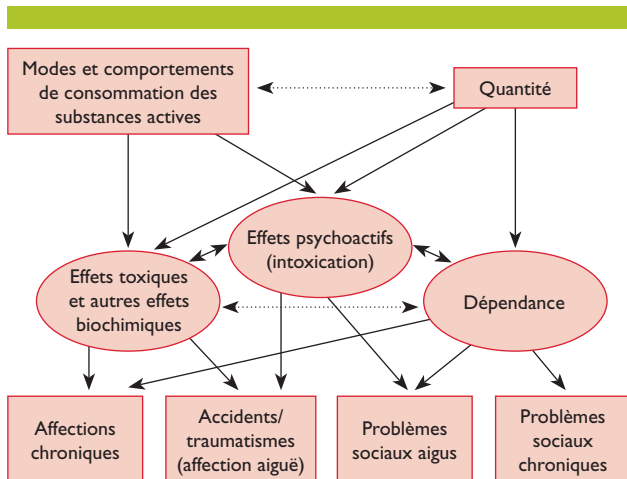 Modes et comportements
de consommation des
substances actives
Quantité
Effets psychoactifs
(intoxication)
Effets toxiques
et autres effets
biochimiques
Dépendance
Affections
chroniques
Accidents/
traumatismes
(affection aiguë)
Problèmes
sociaux aigus
Problèmes
sociaux
chroniques